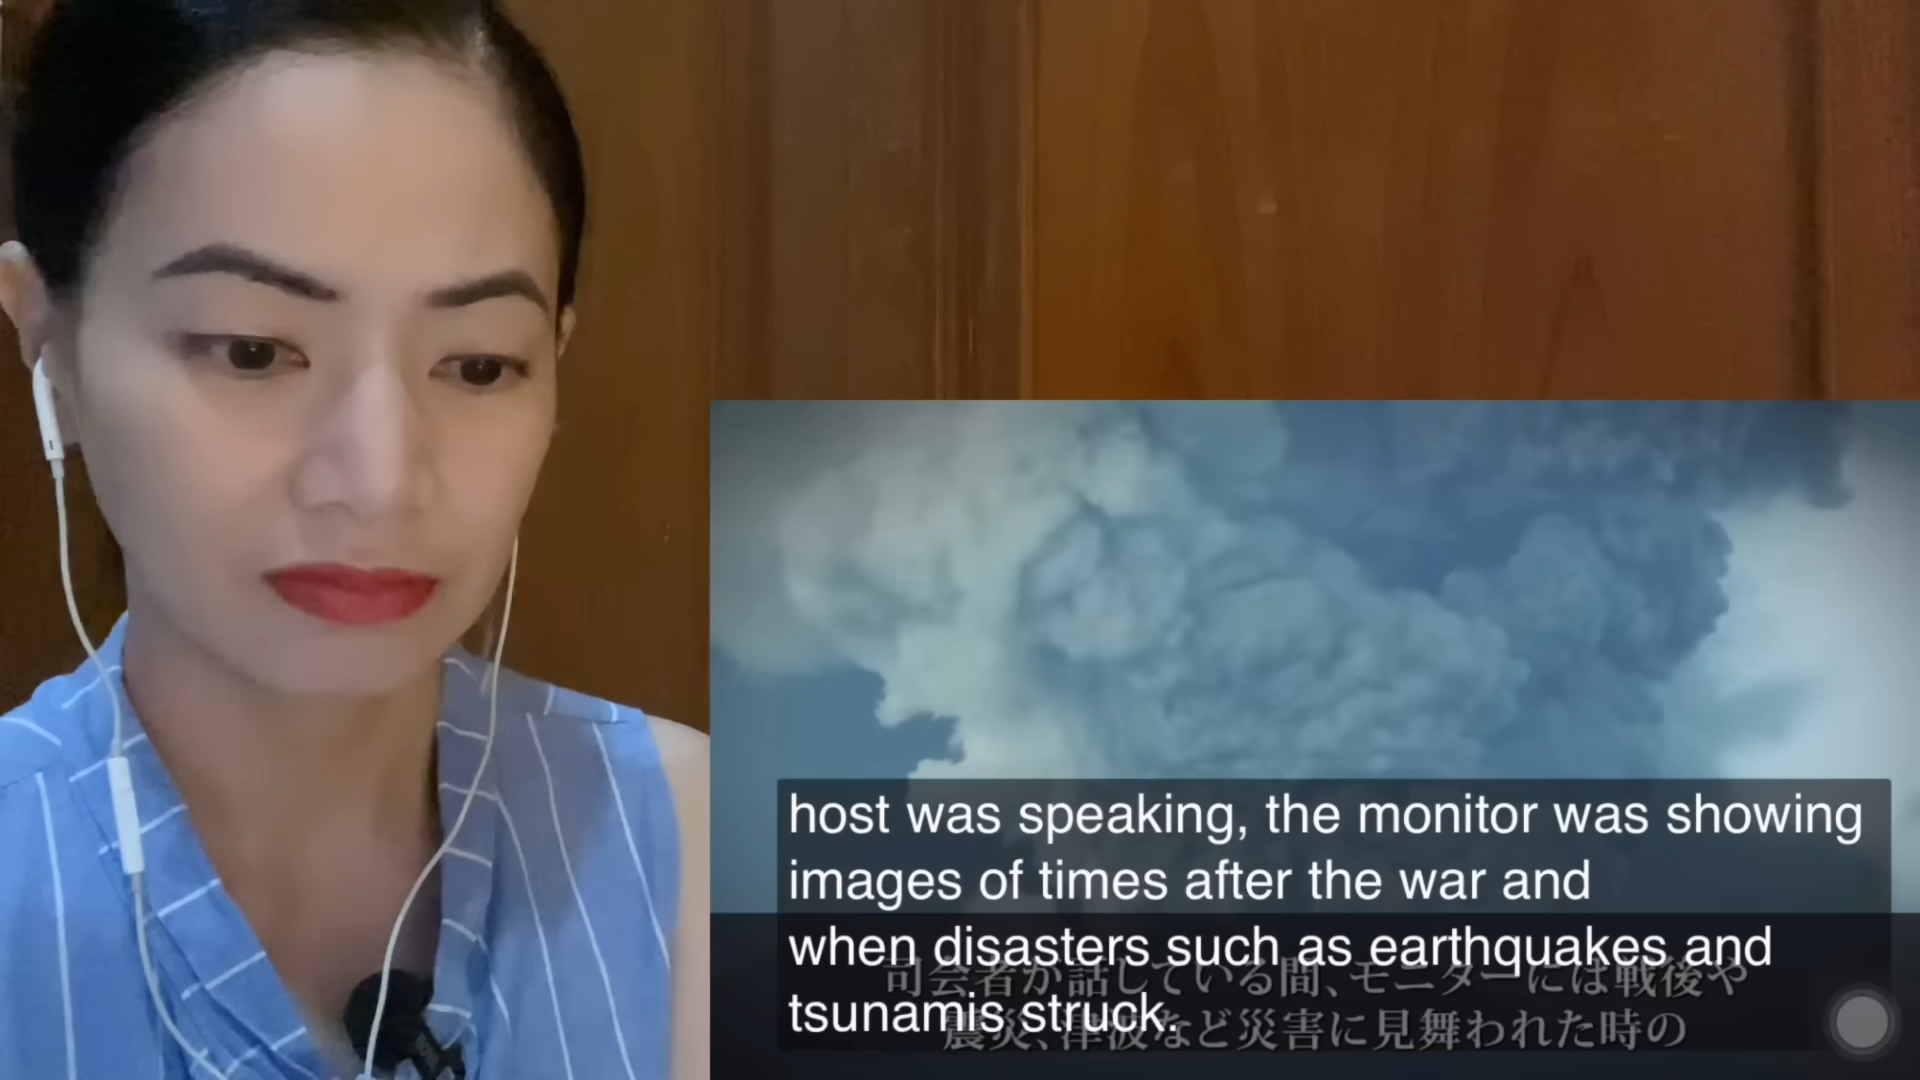 host was speaking, the monitor was showing
images of times after the war and
when disasters such as earthquakes and
tsunamis struck.
司会者が話している間、モニターには戦後や
震災、津波など災害に見舞われた時の